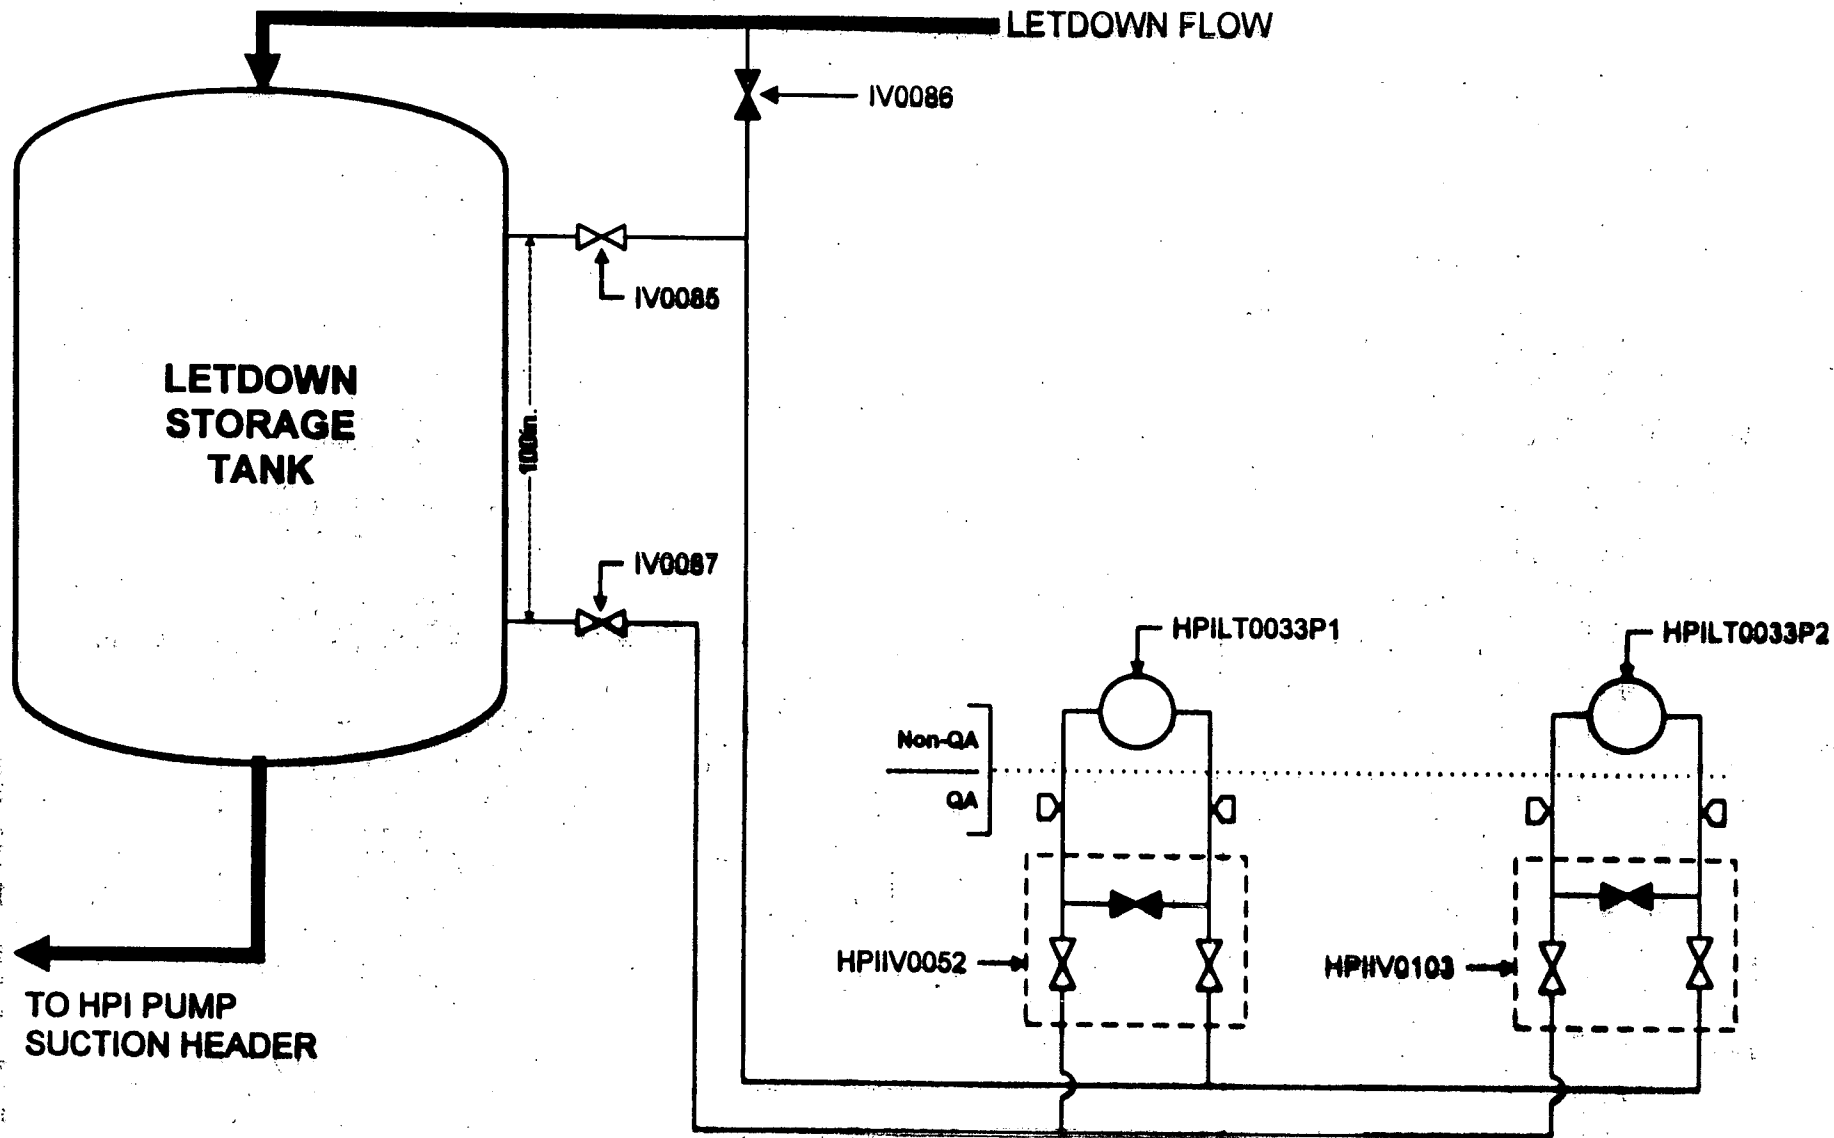 LETDOWN FLOW
IV0086
IV0085
LETDOWN
STORAGE
TANK
100in.
IV0087
HPILT0033P1
HPILT0033P2
Non-QA
QA
HPIIV0052
HPIIV0103
TO HPI PUMP
SUCTION HEADER